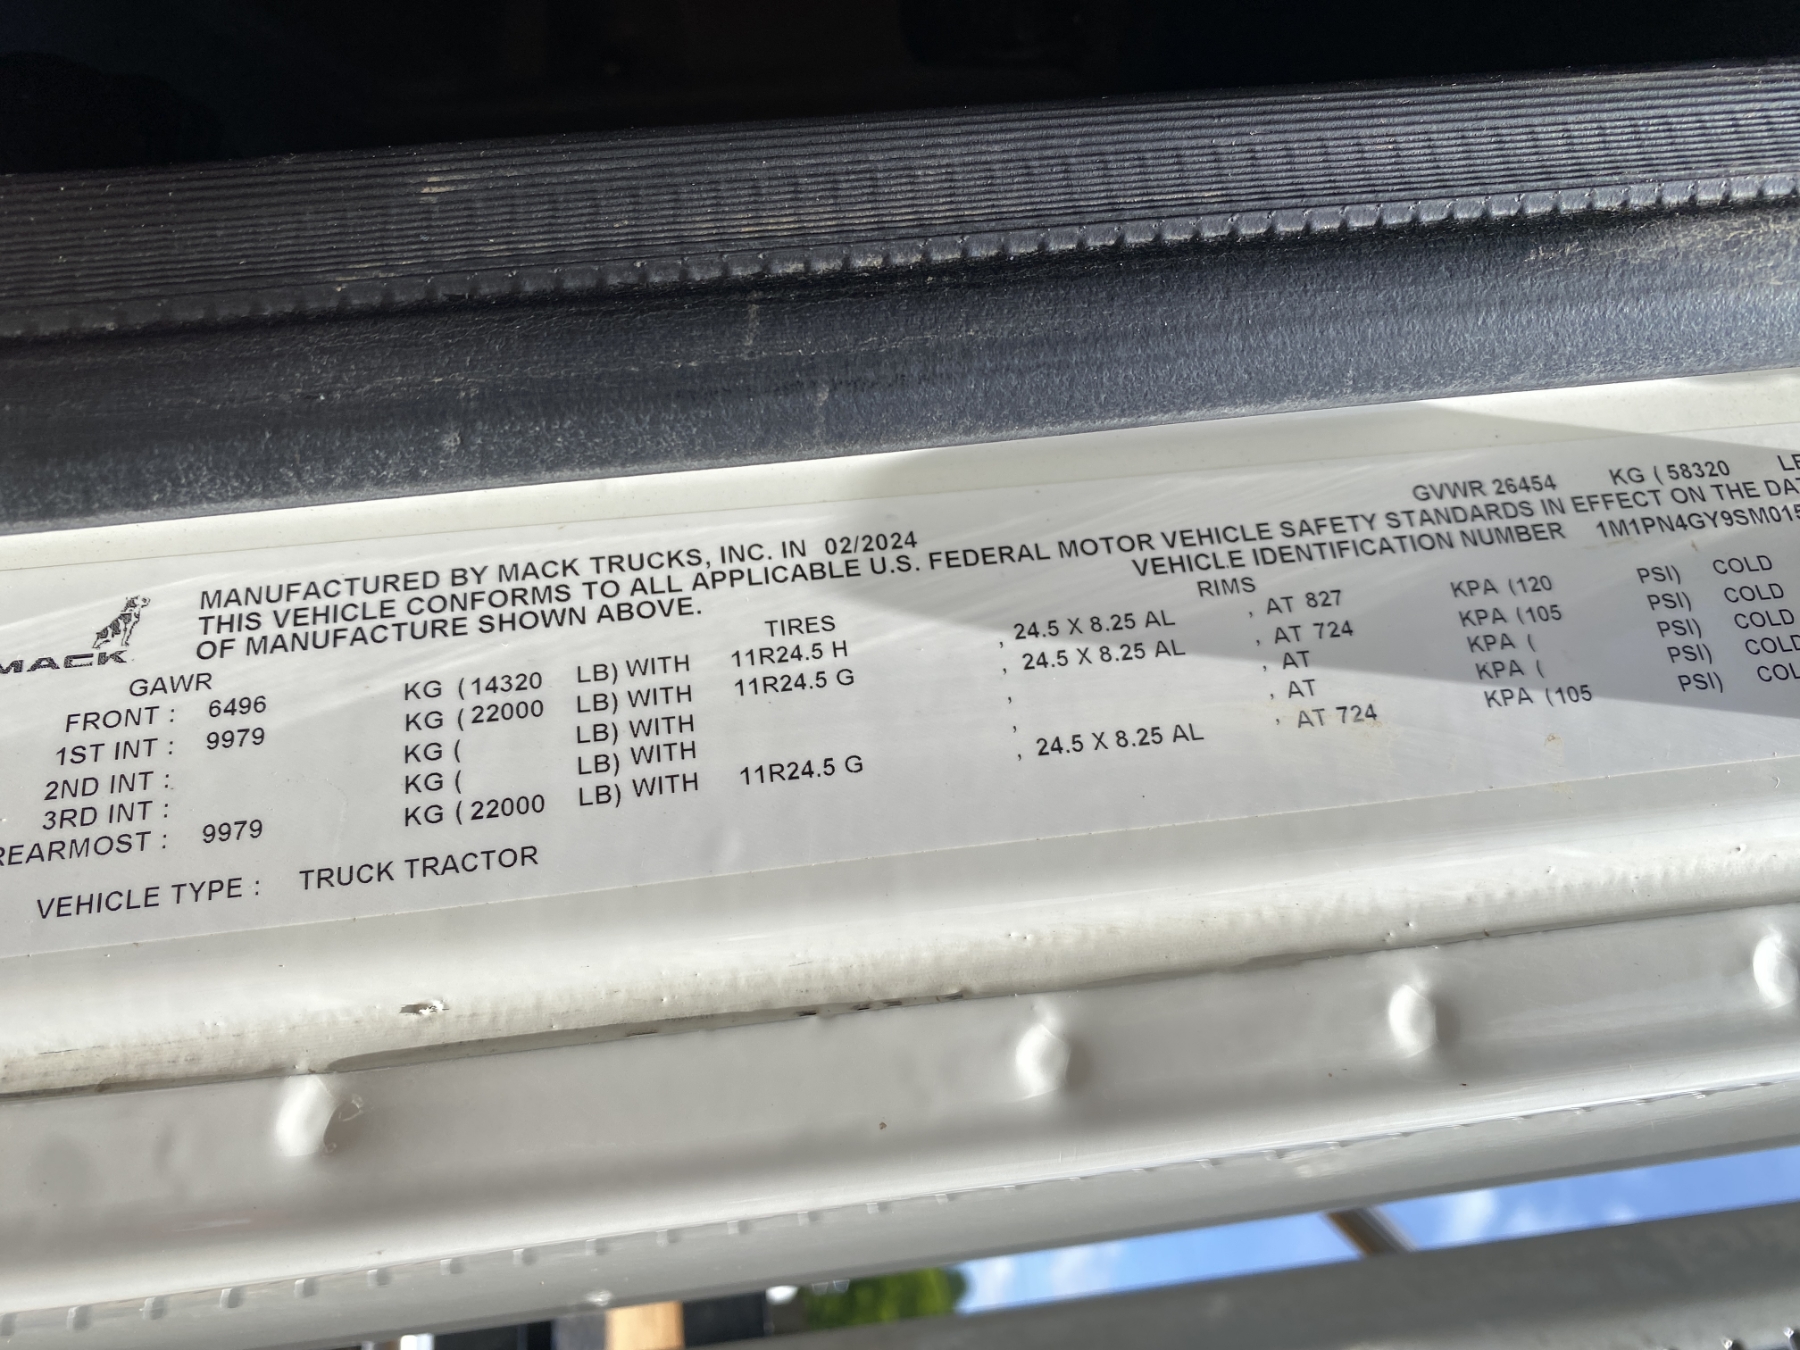 GVWR 26454 KG ( 58320
MANUFACTURED BY MACK TRUCKS, INC. IN 02/2024
THIS VEHICLE CONFORMS TO ALL APPLICABLE U.S. FEDERAL MOTOR VEHICLE SAFETY STANDARDS IN EFFECT ON THE
OF MANUFACTURE SHOWN ABOVE.
VEHICLE IDENTIFICATION NUMBER 1M1PN4GY9SM015
MACK
GAWR TIRES RIMS
FRONT : 6496 KG ( 14320 LB) WITH 11R24.5 H , 24.5 X 8.25 AL , AT 827 KPA (120 PSI) COLD
1ST INT : 9979 KG ( 22000 LB) WITH 11R24.5 G , 24.5 X 8.25 AL , AT 724 KPA (105 PSI) COLD
2ND INT : KG ( LB) WITH , , AT KPA ( PSI) COLD
3RD INT : KG ( LB) WITH , , AT KPA ( PSI) COLD
REARMOST : 9979 KG ( 22000 LB) WITH 11R24.5 G , 24.5 X 8.25 AL , AT 724 KPA (105 PSI)
VEHICLE TYPE : TRUCK TRACTOR